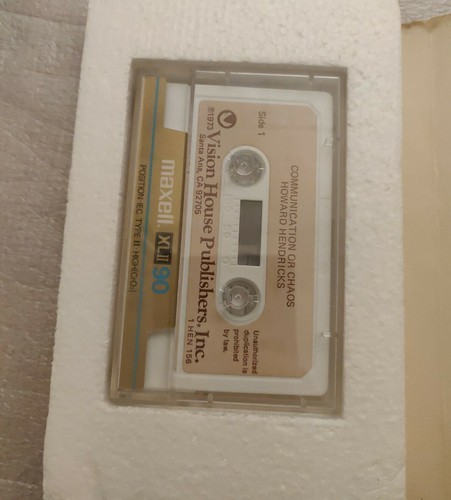 Side 1
COMMUNICATION OR CHAOS
HOWARD HENDRICKS
Unauthorized
duplication is
prohibited
by law.
℗1973 Vision House Publishers, Inc.
Santa Ana, CA 92705
1 HEN 156
maxell. XLII 90
POSITION•IEC TYPE II • HIGH(CrO₂)